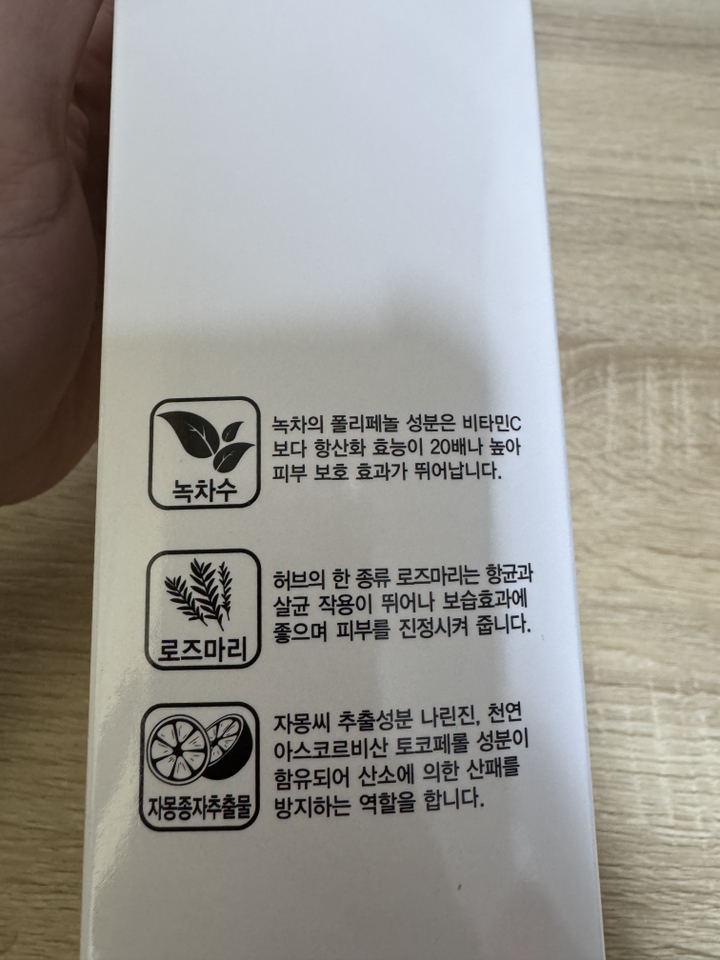 녹차수
녹차의 폴리페놀 성분은 비타민C
보다 항산화 효능이 20배나 높아
피부 보호 효과가 뛰어납니다.
로즈마리
허브의 한 종류 로즈마리는 항균과
살균 작용이 뛰어나 보습효과에
좋으며 피부를 진정시켜 줍니다.
자몽종자추출물
자몽씨 추출성분 나린진, 천연
아스코르비산 토코페롤 성분이
함유되어 산소에 의한 산패를
방지하는 역할을 합니다.